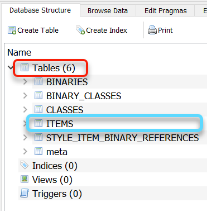 Database Structure Browse Data Edit Pragmas
Create Table Create Index Print
Name
Tables (6)
BINARIES
BINARY_CLASSES
CLASSES
ITEMS
STYLE_ITEM_BINARY_REFERENCES
meta
Indices (0)
Views (0)
Triggers (0)